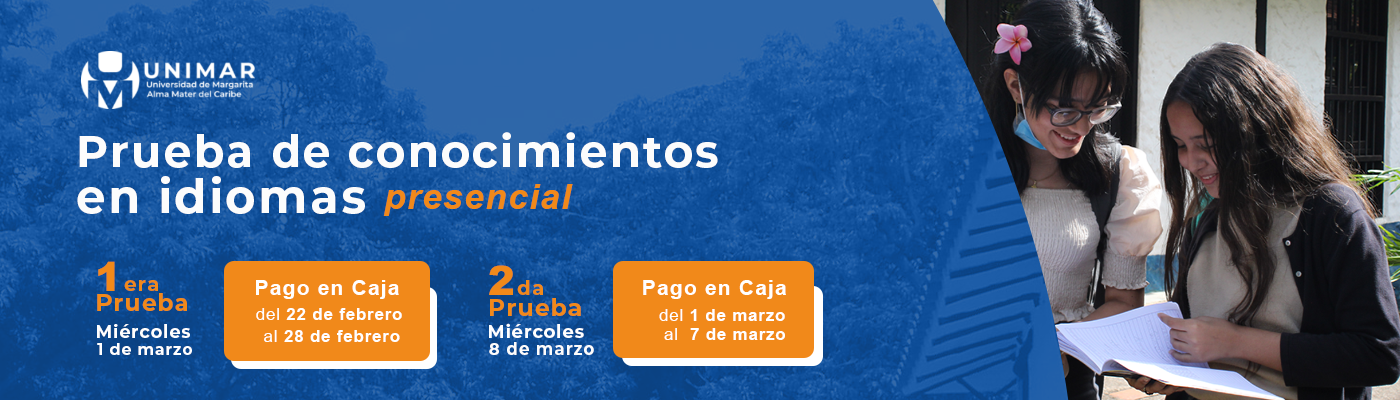 UNIMAR
Universidad de Margarita
Alma Mater del Caribe
Prueba de conocimientos
en idiomas presencial
1era
Prueba
Miércoles
1 de marzo
Pago en Caja
del 22 de febrero
al 28 de febrero
2da
Prueba
Miércoles
8 de marzo
Pago en Caja
del 1 de marzo
al 7 de marzo